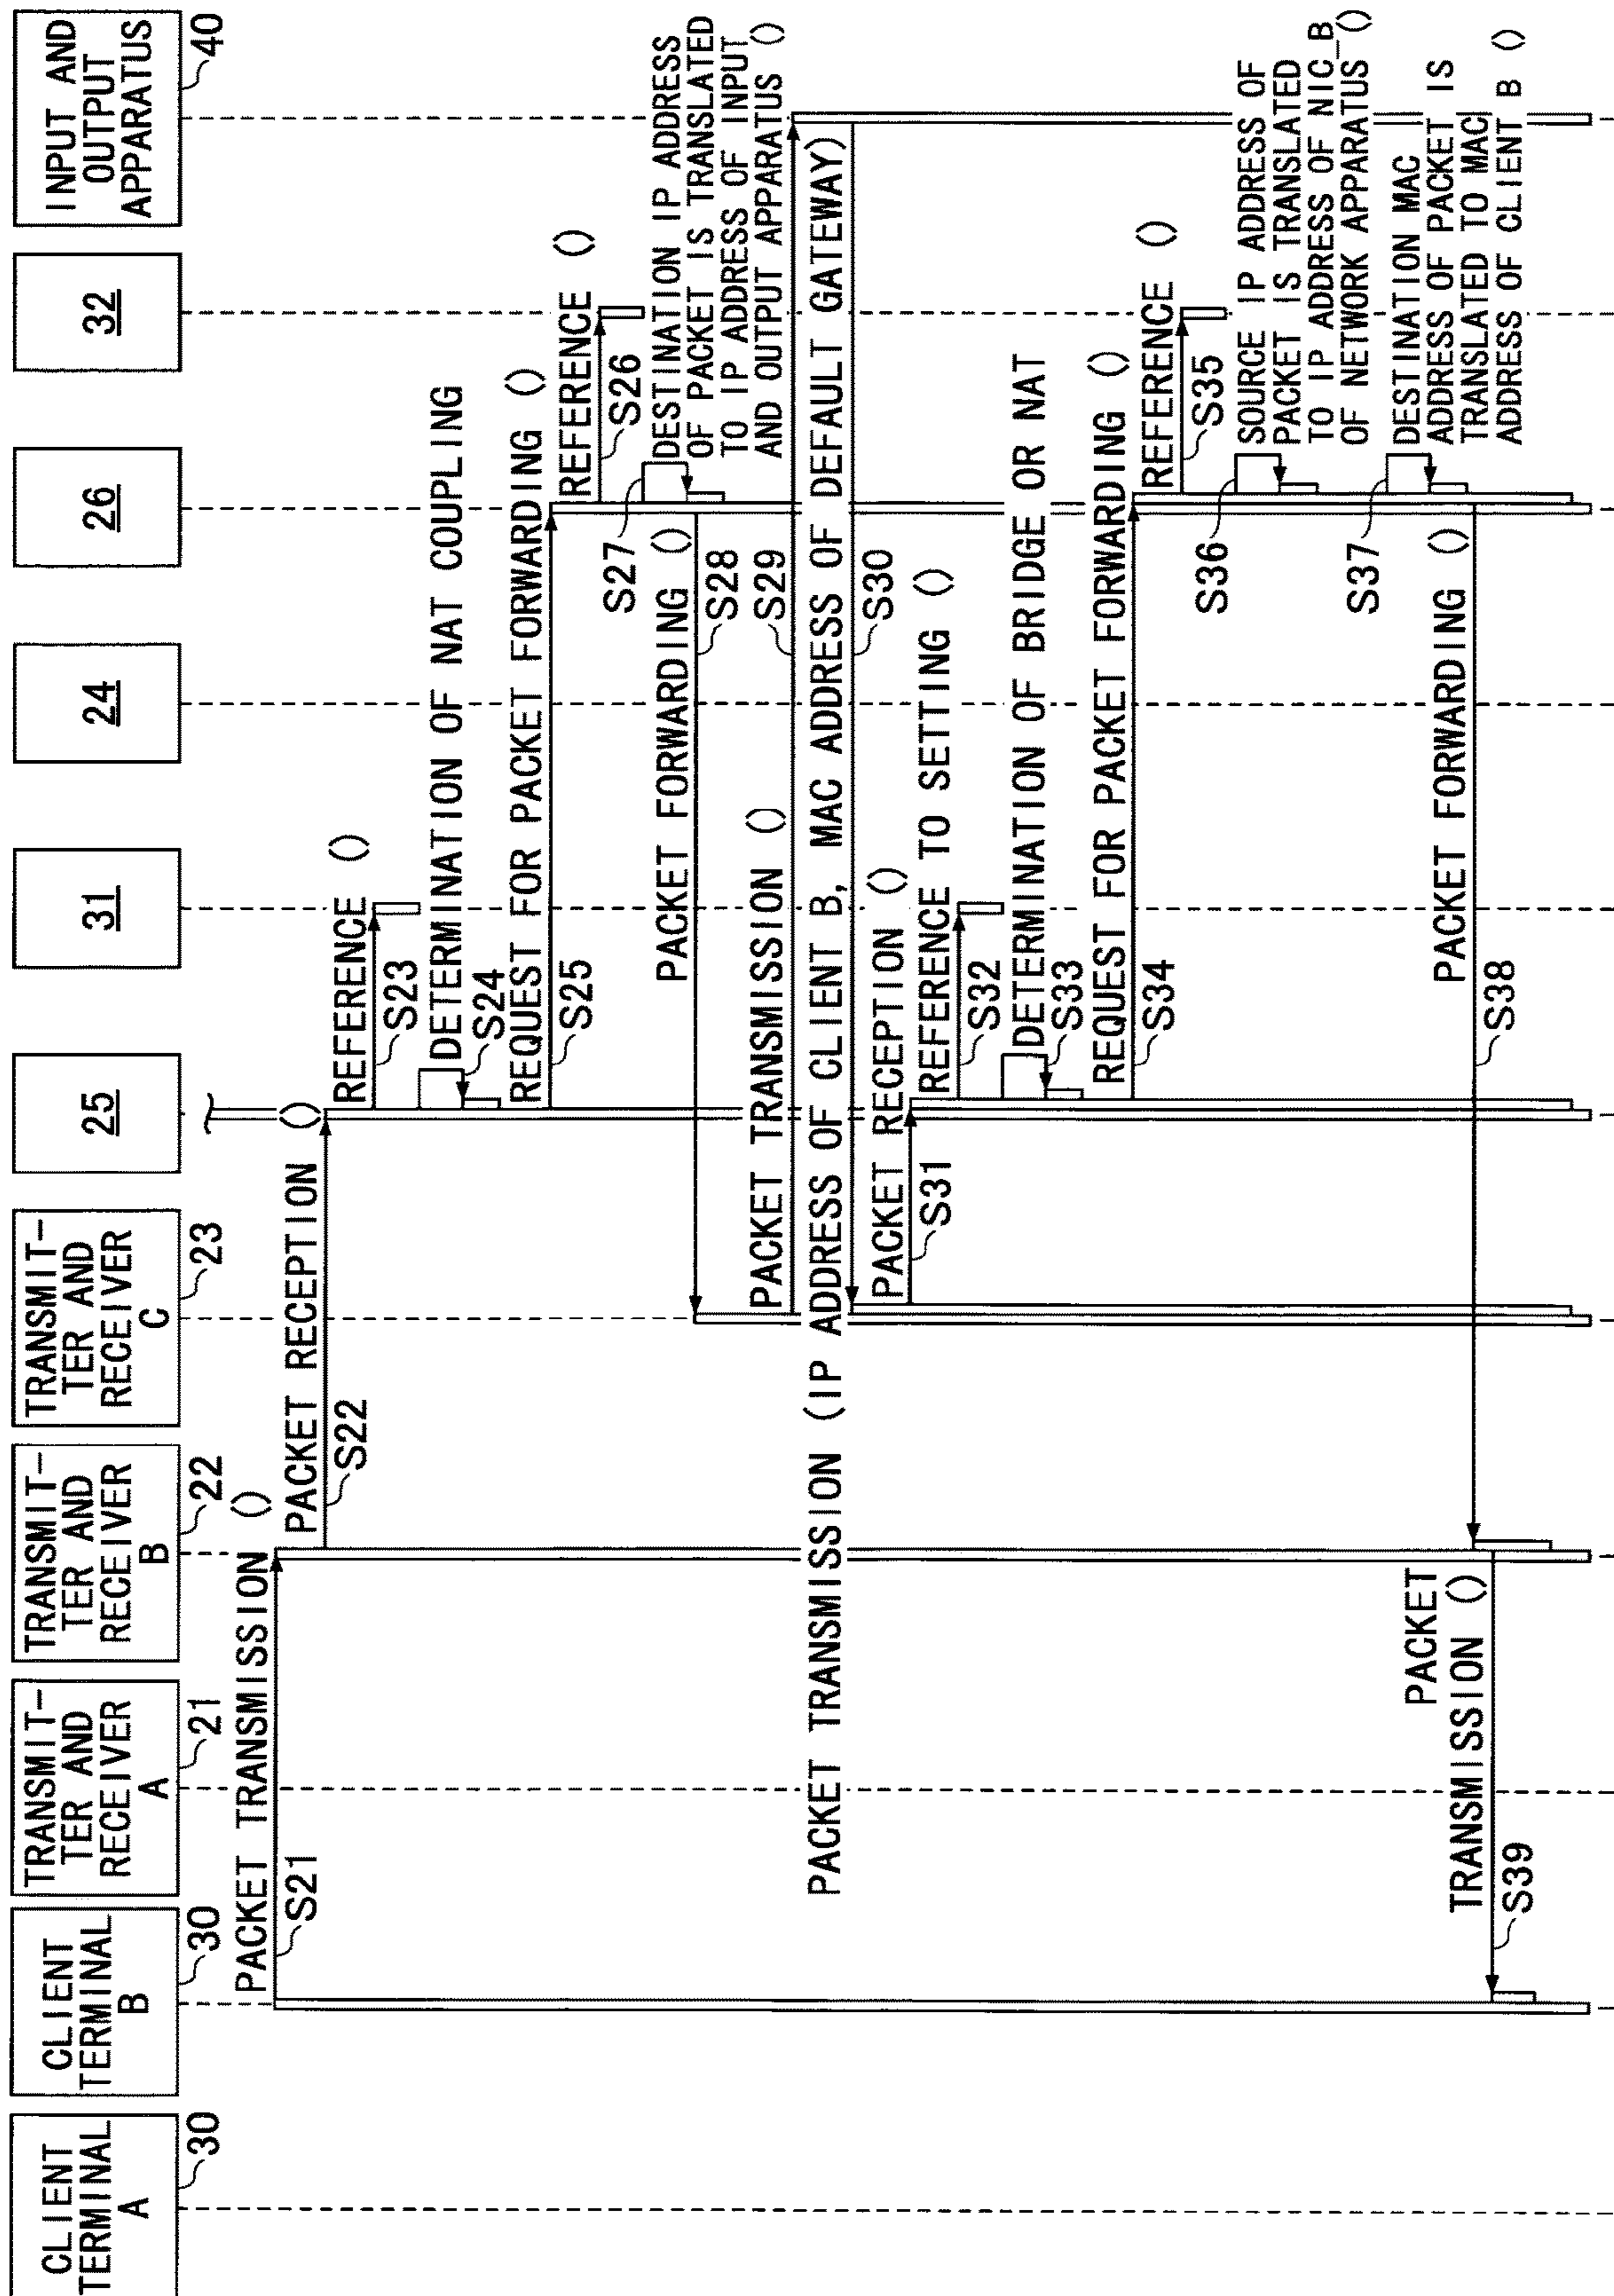 CLIENT
TERMINAL
A
30
CLIENT
TERMINAL
B
30
TRANSMIT-
TER AND
RECEIVER
A
21
TRANSMIT-
TER AND
RECEIVER
B
22
TRANSMIT-
TER AND
RECEIVER
C
23
25
31
24
26
32
INPUT AND
OUTPUT
APPARATUS
40
PACKET TRANSMISSION ()
S21
PACKET RECEPTION ()
S22
REFERENCE ()
S23
DETERMINATION OF NAT COUPLING
S24
REQUEST FOR PACKET FORWARDING ()
S25
REFERENCE ()
S26
DESTINATION IP ADDRESS
OF PACKET IS TRANSLATED
TO IP ADDRESS OF INPUT
AND OUTPUT APPARATUS ()
S27
PACKET FORWARDING ()
S28
PACKET TRANSMISSION ()
S29
PACKET TRANSMISSION (IP ADDRESS OF CLIENT B, MAC ADDRESS OF DEFAULT GATEWAY)
S30
PACKET RECEPTION ()
S31
REFERENCE TO SETTING ()
S32
DETERMINATION OF BRIDGE OR NAT
S33
REQUEST FOR PACKET FORWARDING ()
S34
REFERENCE ()
S35
SOURCE IP ADDRESS OF
PACKET IS TRANSLATED
TO IP ADDRESS OF NIC_B
OF NETWORK APPARATUS ()
S36
DESTINATION MAC
ADDRESS OF PACKET IS
TRANSLATED TO MAC
ADDRESS OF CLIENT B ()
S37
PACKET FORWARDING ()
S38
PACKET
TRANSMISSION ()
S39